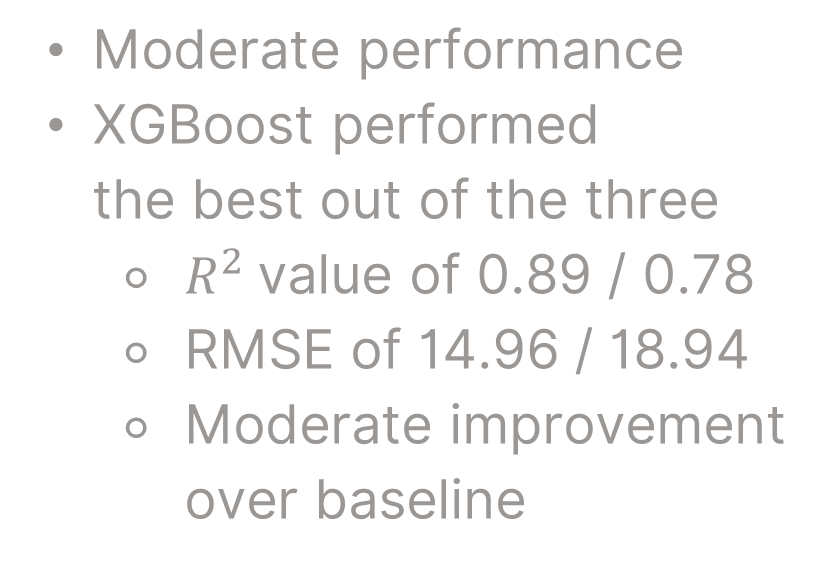 • Moderate performance
• XGBoost performed
the best out of the three
○ R² value of 0.89 / 0.78
○ RMSE of 14.96 / 18.94
○ Moderate improvement
over baseline